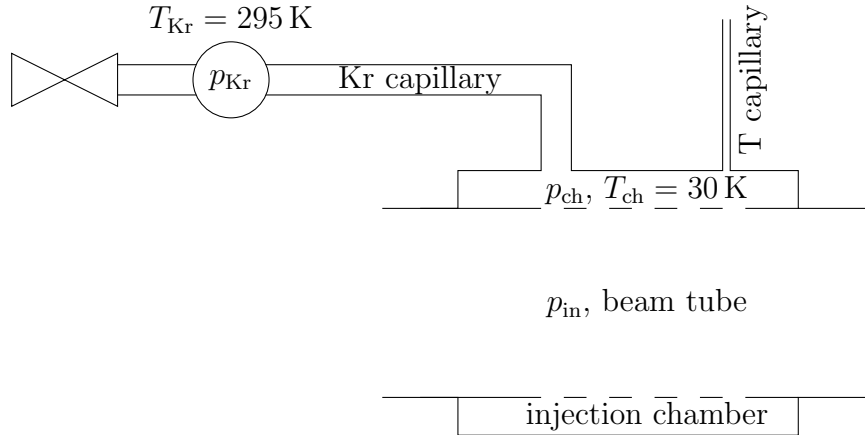 T_Kr = 295 K
p_Kr
Kr capillary
T capillary
p_ch, T_ch = 30 K
p_in, beam tube
injection chamber